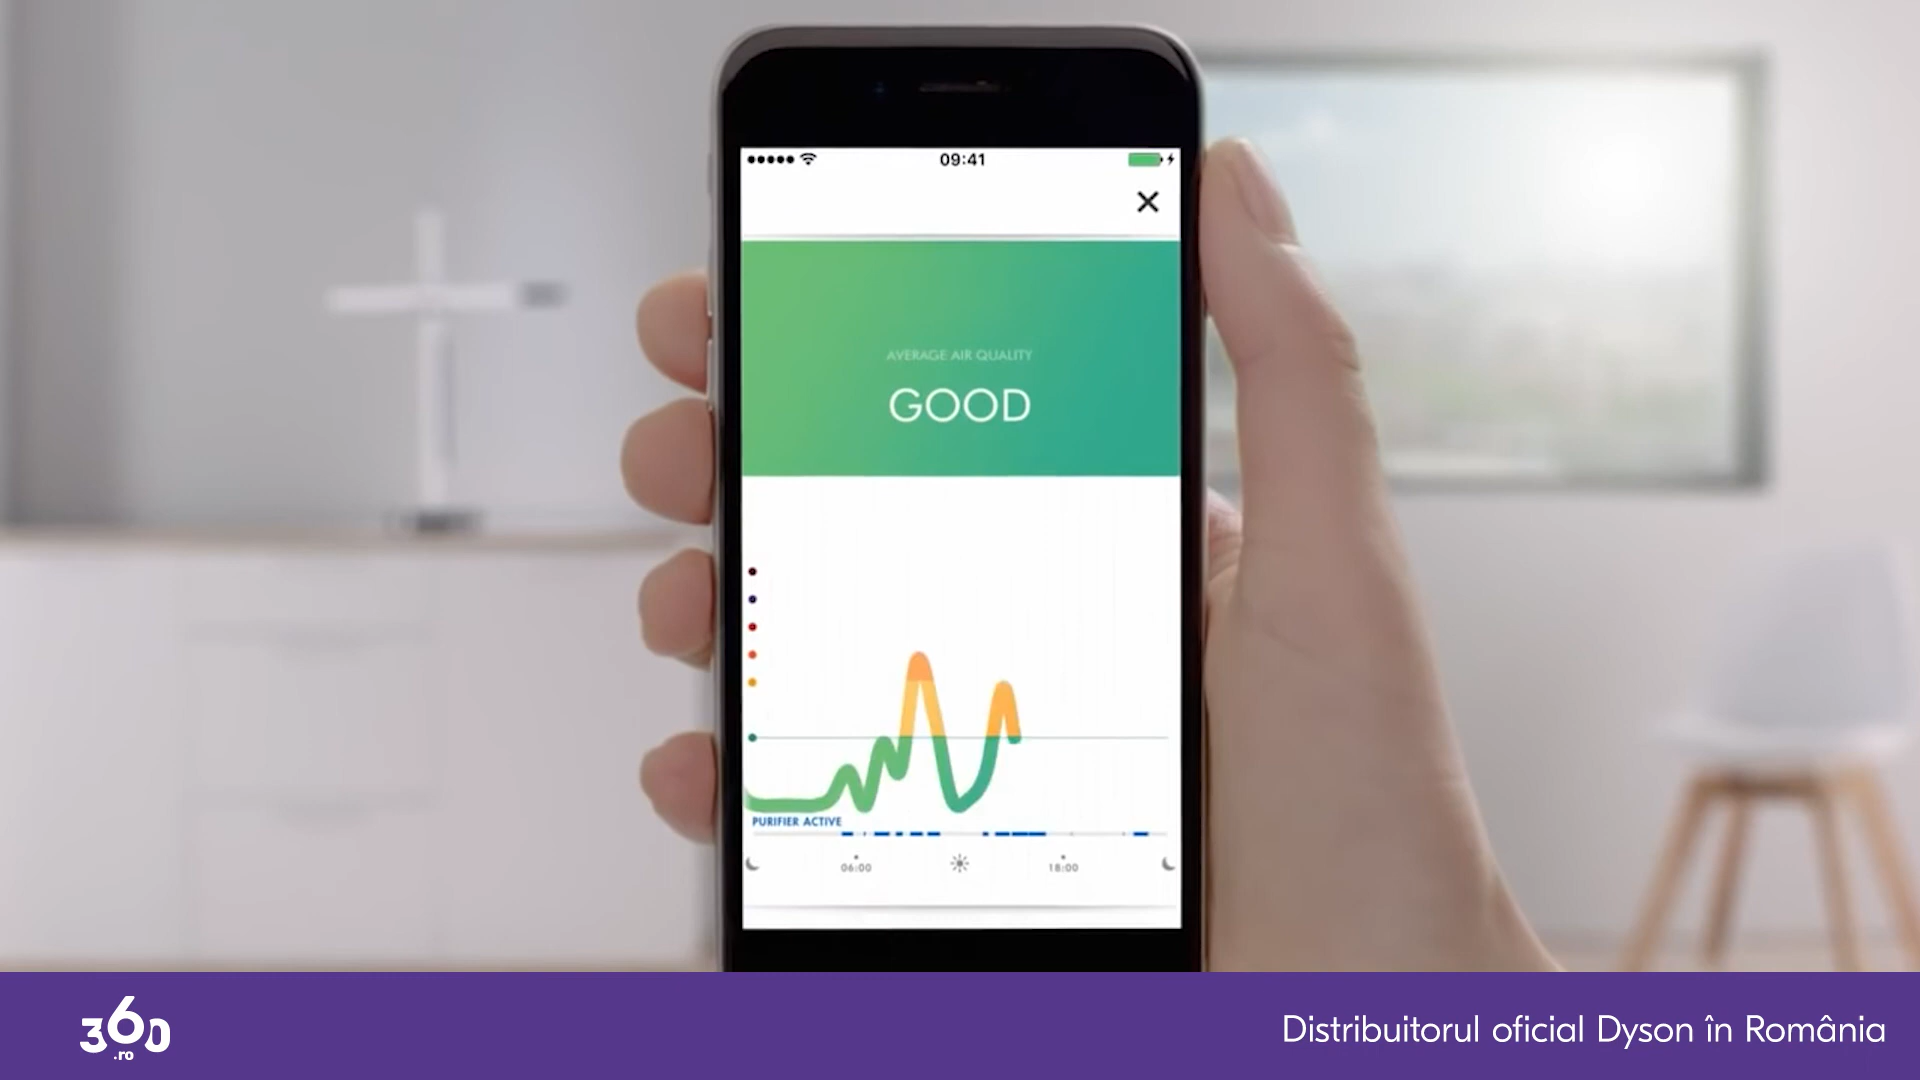 09:41
AVERAGE AIR QUALITY
GOOD
PURIFIER ACTIVE
06:00
18:00
360
.ro
Distribuitorul oficial Dyson în România